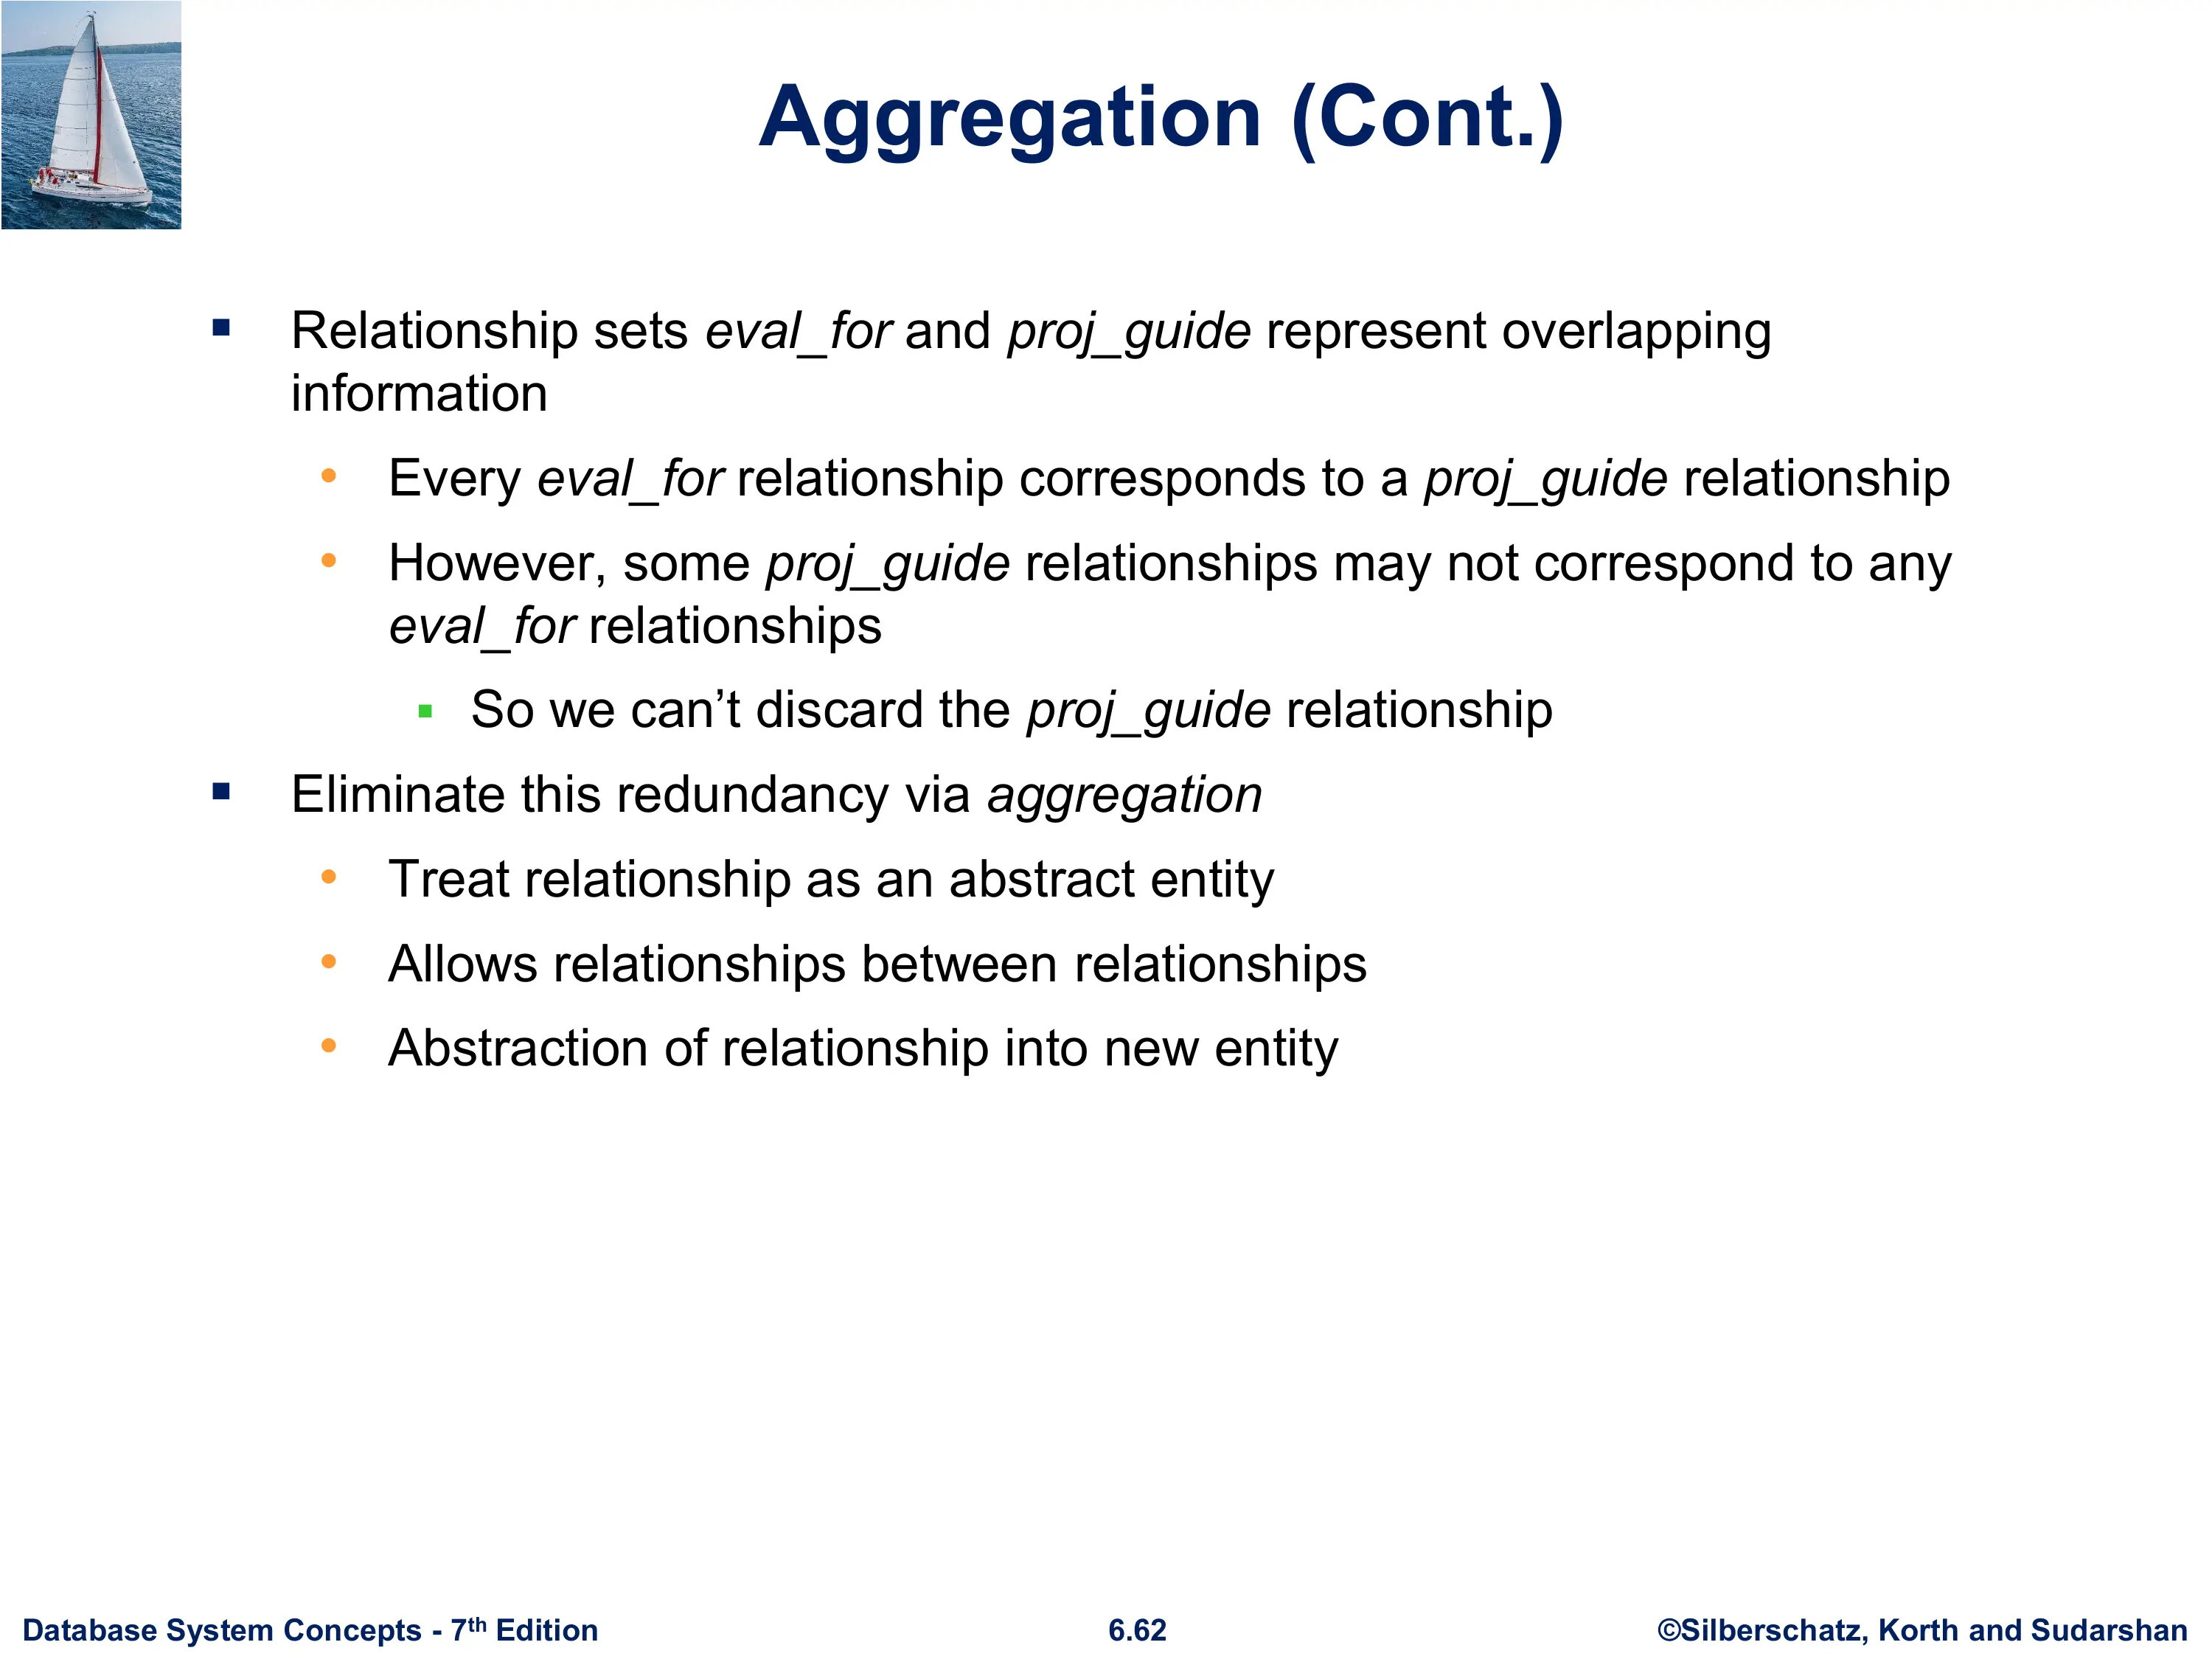 Aggregation (Cont.)
▪ Relationship sets eval_for and proj_guide represent overlapping
information
• Every eval_for relationship corresponds to a proj_guide relationship
• However, some proj_guide relationships may not correspond to any
eval_for relationships
▪ So we can’t discard the proj_guide relationship
▪ Eliminate this redundancy via aggregation
• Treat relationship as an abstract entity
• Allows relationships between relationships
• Abstraction of relationship into new entity
Database System Concepts - 7th Edition 6.62 ©Silberschatz, Korth and Sudarshan